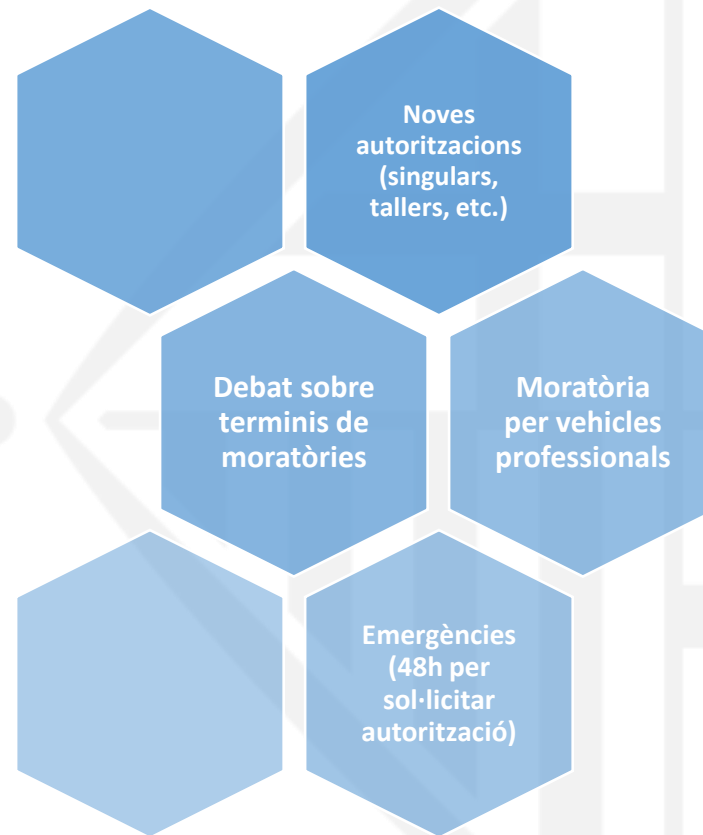 Noves
autoritzacions
(singulars,
tallers, etc.)
Debat sobre
terminis de
moratòries
Moratòria
per vehicles
professionals
Emergències
(48h per
sol·licitar
autorització)